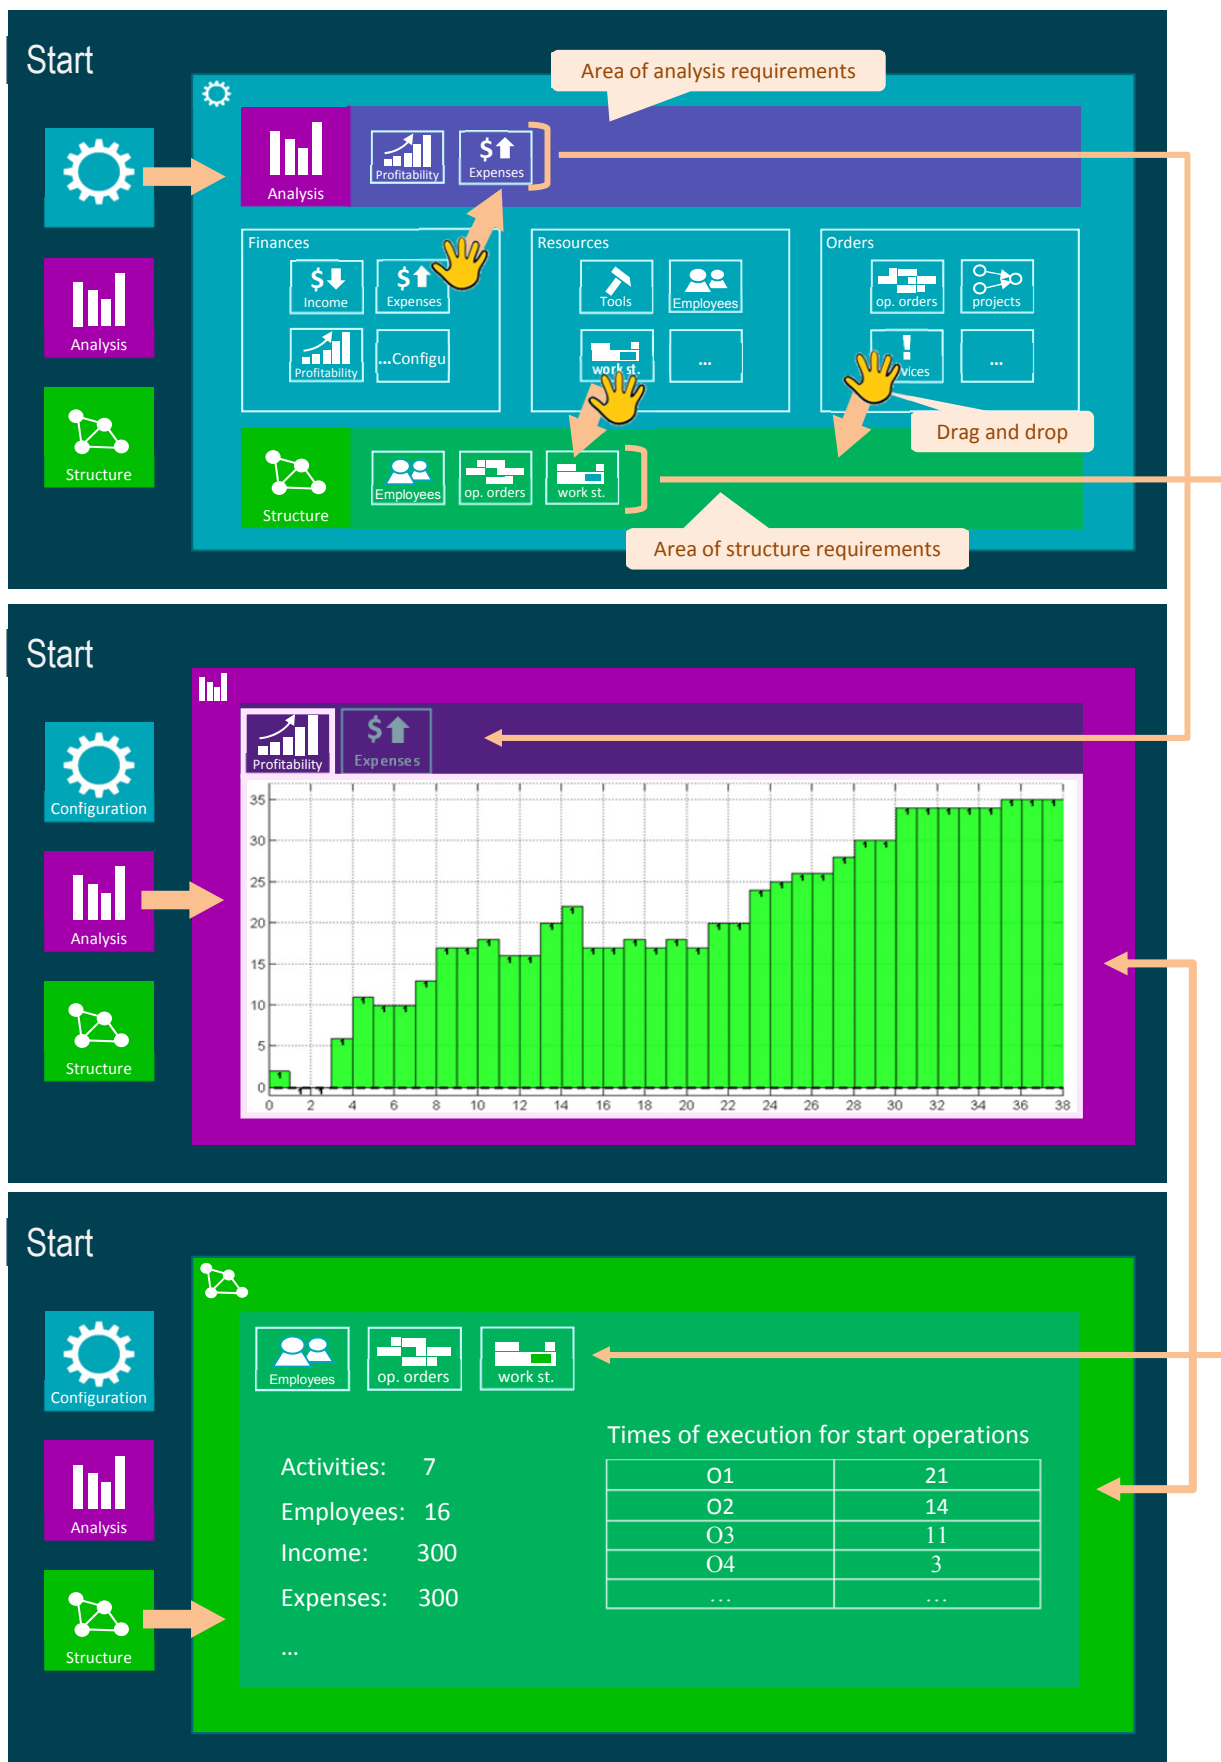 Start
Area of analysis requirements
Analysis
Profitability
$ Expenses
Finances
Resources
Orders
$ Income
$ Expenses
Tools
Employees
op. orders
projects
Analysis
Profitability
...Configu
work st.
...
vices
...
Drag and drop
Structure
Structure
Employees
op. orders
work st.
Area of structure requirements
Start
Configuration
Analysis
Structure
Profitability
$ Expenses
35
30
25
20
15
10
5
0
0 2 4 6 8 10 12 14 16 18 20 22 24 26 28 30 32 34 36 38
Start
Configuration
Analysis
Structure
Employees
op. orders
work st.
Activities: 7
Employees: 16
Income: 300
Expenses: 300
...
Times of execution for start operations
O1 21
O2 14
O3 11
O4 3
... ...